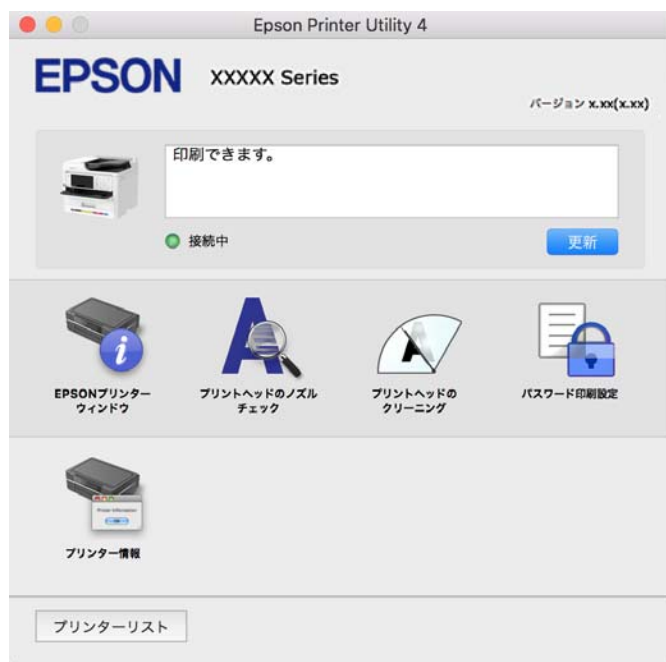 Epson Printer Utility 4
EPSON
XXXXX Series
バージョン x.xx(x.xx)
印刷できます。
接続中
更新
EPSONプリンター
ウィンドウ
プリントヘッドのノズル
チェック
プリントヘッドの
クリーニング
パスワード印刷設定
Printer Information
プリンター情報
プリンターリスト